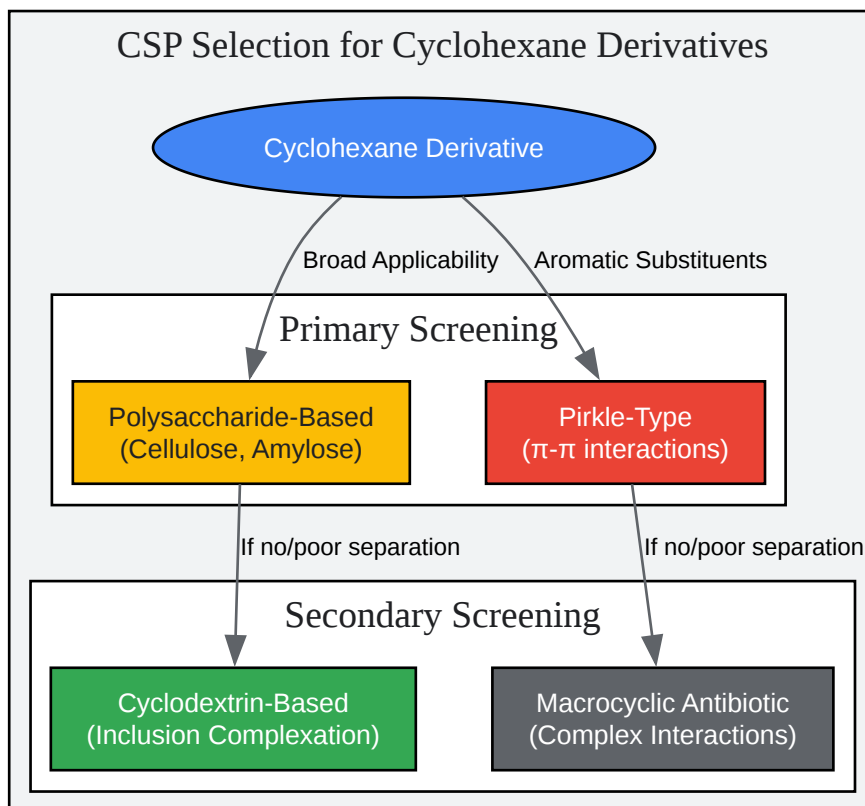 CSP Selection for Cyclohexane Derivatives
Cyclohexane Derivative
Broad Applicability
Aromatic Substituents
Primary Screening
Polysaccharide-Based
(Cellulose, Amylose)
Pirkle-Type
(π-π interactions)
If no/poor separation
If no/poor separation
Secondary Screening
Cyclodextrin-Based
(Inclusion Complexation)
Macrocyclic Antibiotic
(Complex Interactions)